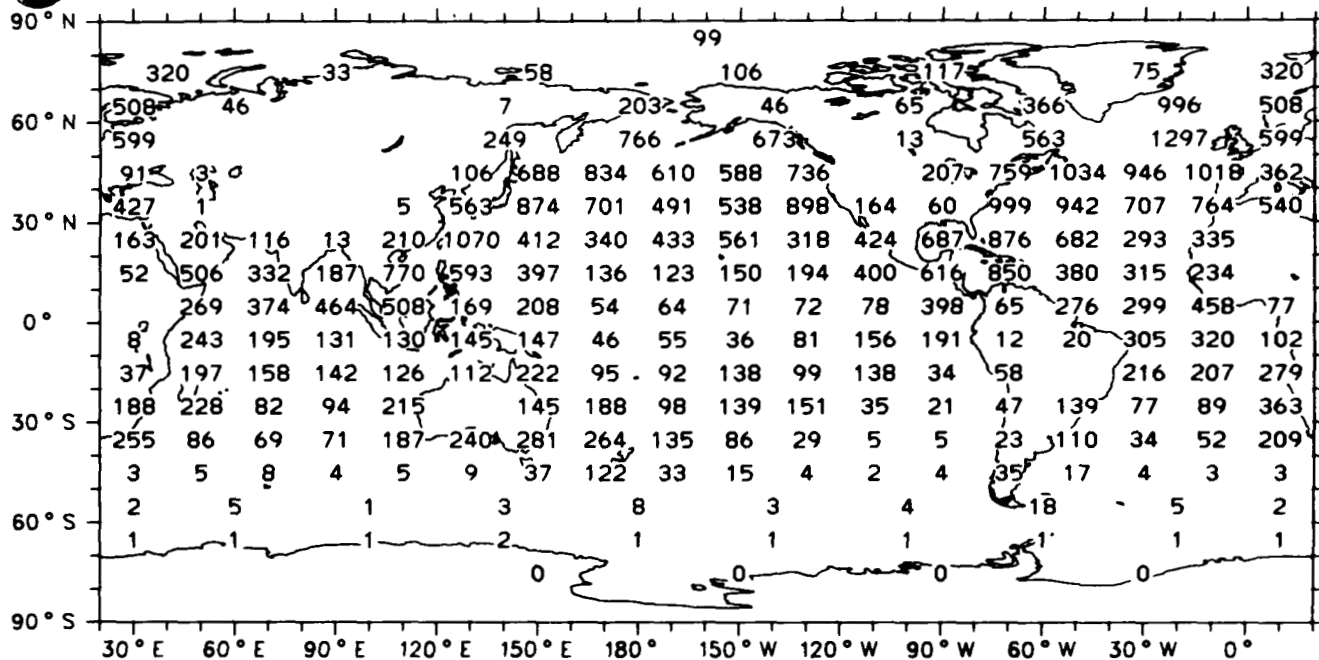 90° N
99
320 33 58 106 117 75 320
508 46 7 203 46 65 366 996 508
60° N
599 249 766 673 13 563 1297 599
91 3 106 688 834 610 588 736 207 759 1034 946 1018 362
427 1 5 563 874 701 491 538 898 164 60 999 942 707 764 540
30° N
163 201 116 13 210 1070 412 340 433 561 318 424 687 876 682 293 335
52 506 332 187 770 593 397 136 123 150 194 400 616 850 380 315 234
269 374 464 508 169 208 54 64 71 72 78 398 65 276 299 458 77
0°
8 243 195 131 130 145 147 46 55 36 81 156 191 12 20 305 320 102
37 197 158 142 126 112 222 95 92 138 99 138 34 58 216 207 279
188 228 82 94 215 145 188 98 139 151 35 21 47 139 77 89 363
30° S
255 86 69 71 187 240 281 264 135 86 29 5 5 23 110 34 52 209
3 5 8 4 5 9 37 122 33 15 4 2 4 35 17 4 3 3
2 5 1 3 8 3 4 18 5 2
60° S
1 1 1 2 1 1 1 1 1 1
0 0 0 0
90° S
30° E 60° E 90° E 120° E 150° E 180° 150° W 120° W 90° W 60° W 30° W 0°